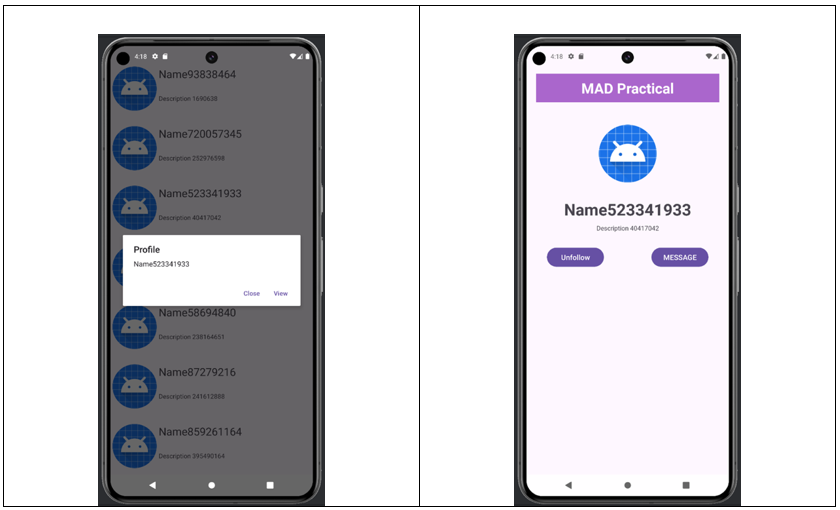 4:18
Name93838464
Description 1690638
Name720057345
Description 252976598
Name523341933
Description 40417042
Profile
Name523341933
Close View
Name58694840
Description 238164651
Name87279216
Description 241612888
Name859261164
Description 395490164
4:18
MAD Practical
Name523341933
Description 40417042
Unfollow MESSAGE